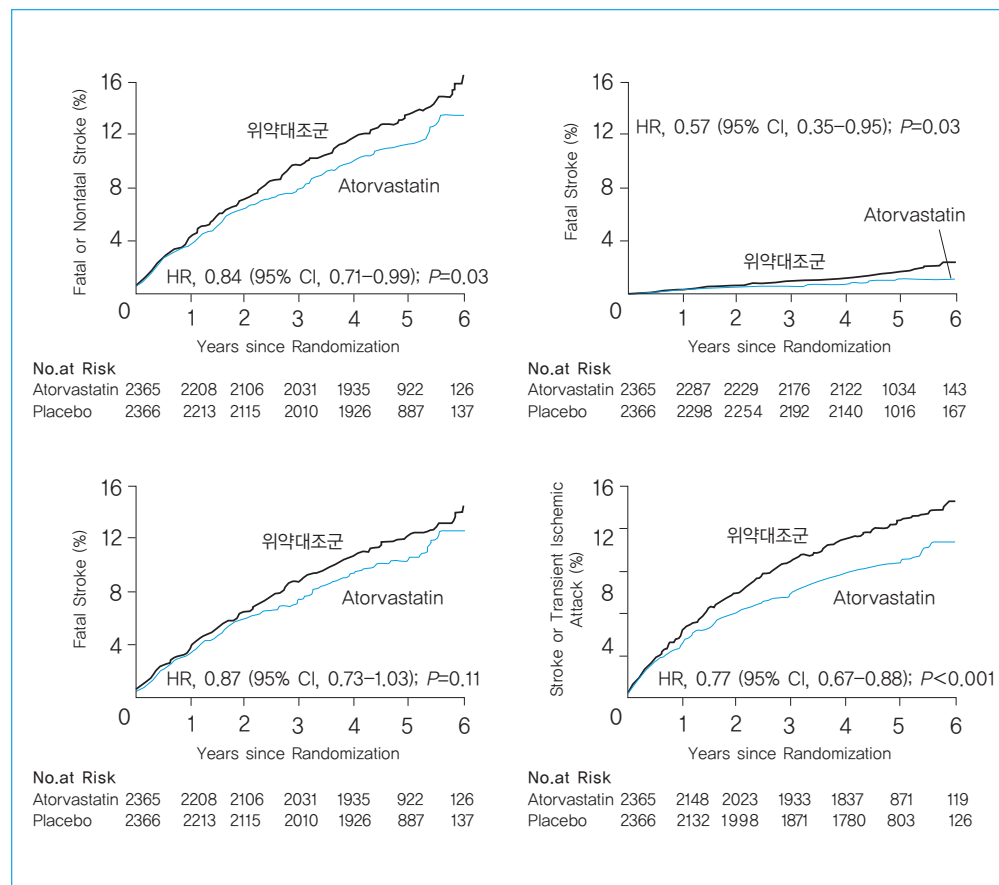 16
12
8
4
0
Fatal or Nonfatal Stroke (%)
위약대조군
Atorvastatin
HR, 0.84 (95% CI, 0.71-0.99); P=0.03
1 2 3 4 5 6
Years since Randomization
No.at Risk
Atorvastatin 2365 2208 2106 2031 1935 922 126
Placebo 2366 2213 2115 2010 1926 887 137
16
12
8
4
0
Fatal Stroke (%)
HR, 0.57 (95% CI, 0.35-0.95); P=0.03
Atorvastatin
위약대조군
1 2 3 4 5 6
Years since Randomization
No.at Risk
Atorvastatin 2365 2287 2229 2176 2122 1034 143
Placebo 2366 2298 2254 2192 2140 1016 167
16
12
8
4
0
Fatal Stroke (%)
위약대조군
Atorvastatin
HR, 0.87 (95% CI, 0.73-1.03); P=0.11
1 2 3 4 5 6
Years since Randomization
No.at Risk
Atorvastatin 2365 2208 2106 2031 1935 922 126
Placebo 2366 2213 2115 2010 1926 887 137
16
12
8
4
0
Stroke or Transient Ischemic
Attack (%)
위약대조군
Atorvastatin
HR, 0.77 (95% CI, 0.67-0.88); P<0.001
1 2 3 4 5 6
Years since Randomization
No.at Risk
Atorvastatin 2365 2148 2023 1933 1837 871 119
Placebo 2366 2132 1998 1871 1780 803 126